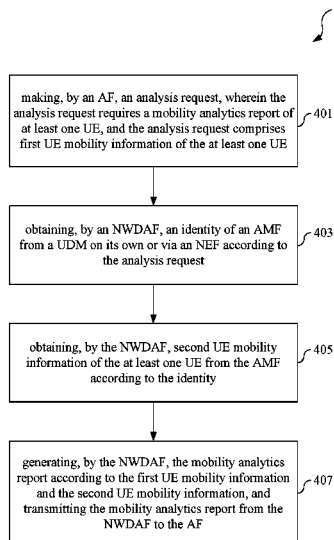 making, by an AF, an analysis request, wherein the
analysis request requires a mobility analytics report of
at least one UE, and the analysis request comprises
first UE mobility information of the at least one UE
401
obtaining, by an NWDAF, an identity of an AMF
from a UDM on its own or via an NEF according to
the analysis request
403
obtaining, by the NWDAF, second UE mobility
information of the at least one UE from the AMF
according to the identity
405
generating, by the NWDAF, the mobility analytics
report according to the first UE mobility information
and the second UE mobility information, and
transmitting the mobility analytics report from the
NWDAF to the AF
407